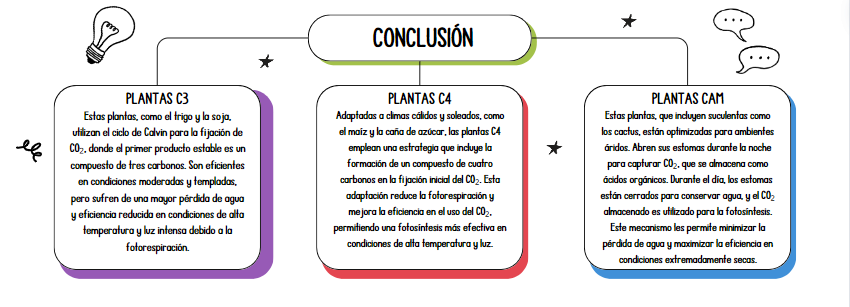 CONCLUSIÓN
PLANTAS C3
Estas plantas, como el trigo y la soja,
utilizan el ciclo de Calvin para la fijación de
CO₂, donde el primer producto estable es un
compuesto de tres carbonos. Son eficientes
en condiciones moderadas y templadas,
pero sufren de una mayor pérdida de agua
y eficiencia reducida en condiciones de alta
temperatura y luz intensa debido a la
fotorespiración.
PLANTAS C4
Adaptadas a climas cálidos y soleados, como
el maíz y la caña de azúcar, las plantas C4
emplean una estrategia que incluye la
formación de un compuesto de cuatro
carbonos en la fijación inicial del CO₂. Esta
adaptación reduce la fotorespiración y
mejora la eficiencia en el uso del CO₂,
permitiendo una fotosíntesis más efectiva en
condiciones de alta temperatura y luz.
PLANTAS CAM
Estas plantas, que incluyen suculentas como
los cactus, están optimizadas para ambientes
áridos. Abren sus estomas durante la noche
para capturar CO₂, que se almacena como
ácidos orgánicos. Durante el día, los estomas
están cerrados para conservar agua, y el CO₂
almacenado es utilizado para la fotosíntesis.
Este mecanismo les permite minimizar la
pérdida de agua y maximizar la eficiencia en
condiciones extremadamente secas.